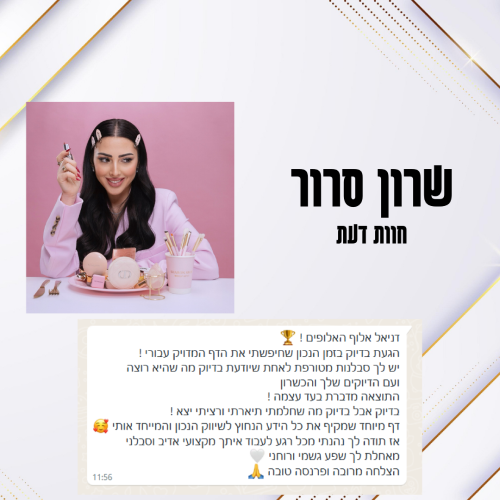 שרון סרור
חוות דעת
דניאל אלוף האלופים ! 🏆
הגעת בדיוק בזמן הנכון שחיפשתי את הדף המדויק עבורי !
יש לך סבלנות מטורפת לאחת שיודעת בדיוק מה שהיא רוצה
ועם הדיוקים שלך והכשרון
התוצאה מדברת בעד עצמה !
בדיוק אבל בדיוק מה שחלמתי תיארתי ורציתי יצא !
דף מיוחד שמקיף את כל הידע הנחוץ לשיווק הנכון והמייחד אותי 🥰
אז תודה לך נהנתי מכל רגע לעבוד איתך מקצועי אדיב וסבלני
מאחלת לך שפע גשמי ורוחני 🤍
הצלחה מרובה ופרנסה טובה 🙏
11:56